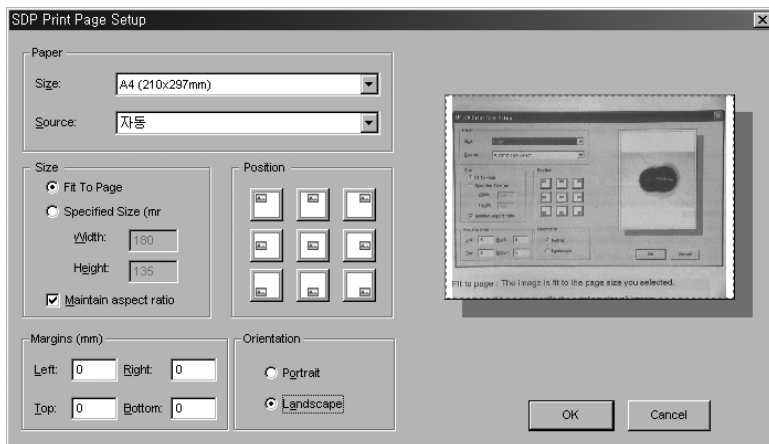 SDP Print Page Setup
Paper
Size:
A4 (210x297mm)
Source:
자동
Size
Fit To Page
Specified Size (mr
Width:
180
Height:
135
Maintain aspect ratio
Position
Margins (mm)
Left:
0
Right:
0
Top:
0
Bottom:
0
Orientation
Portrait
Landscape
Fit to page : The image is fit to the page size you selected.
OK
Cancel